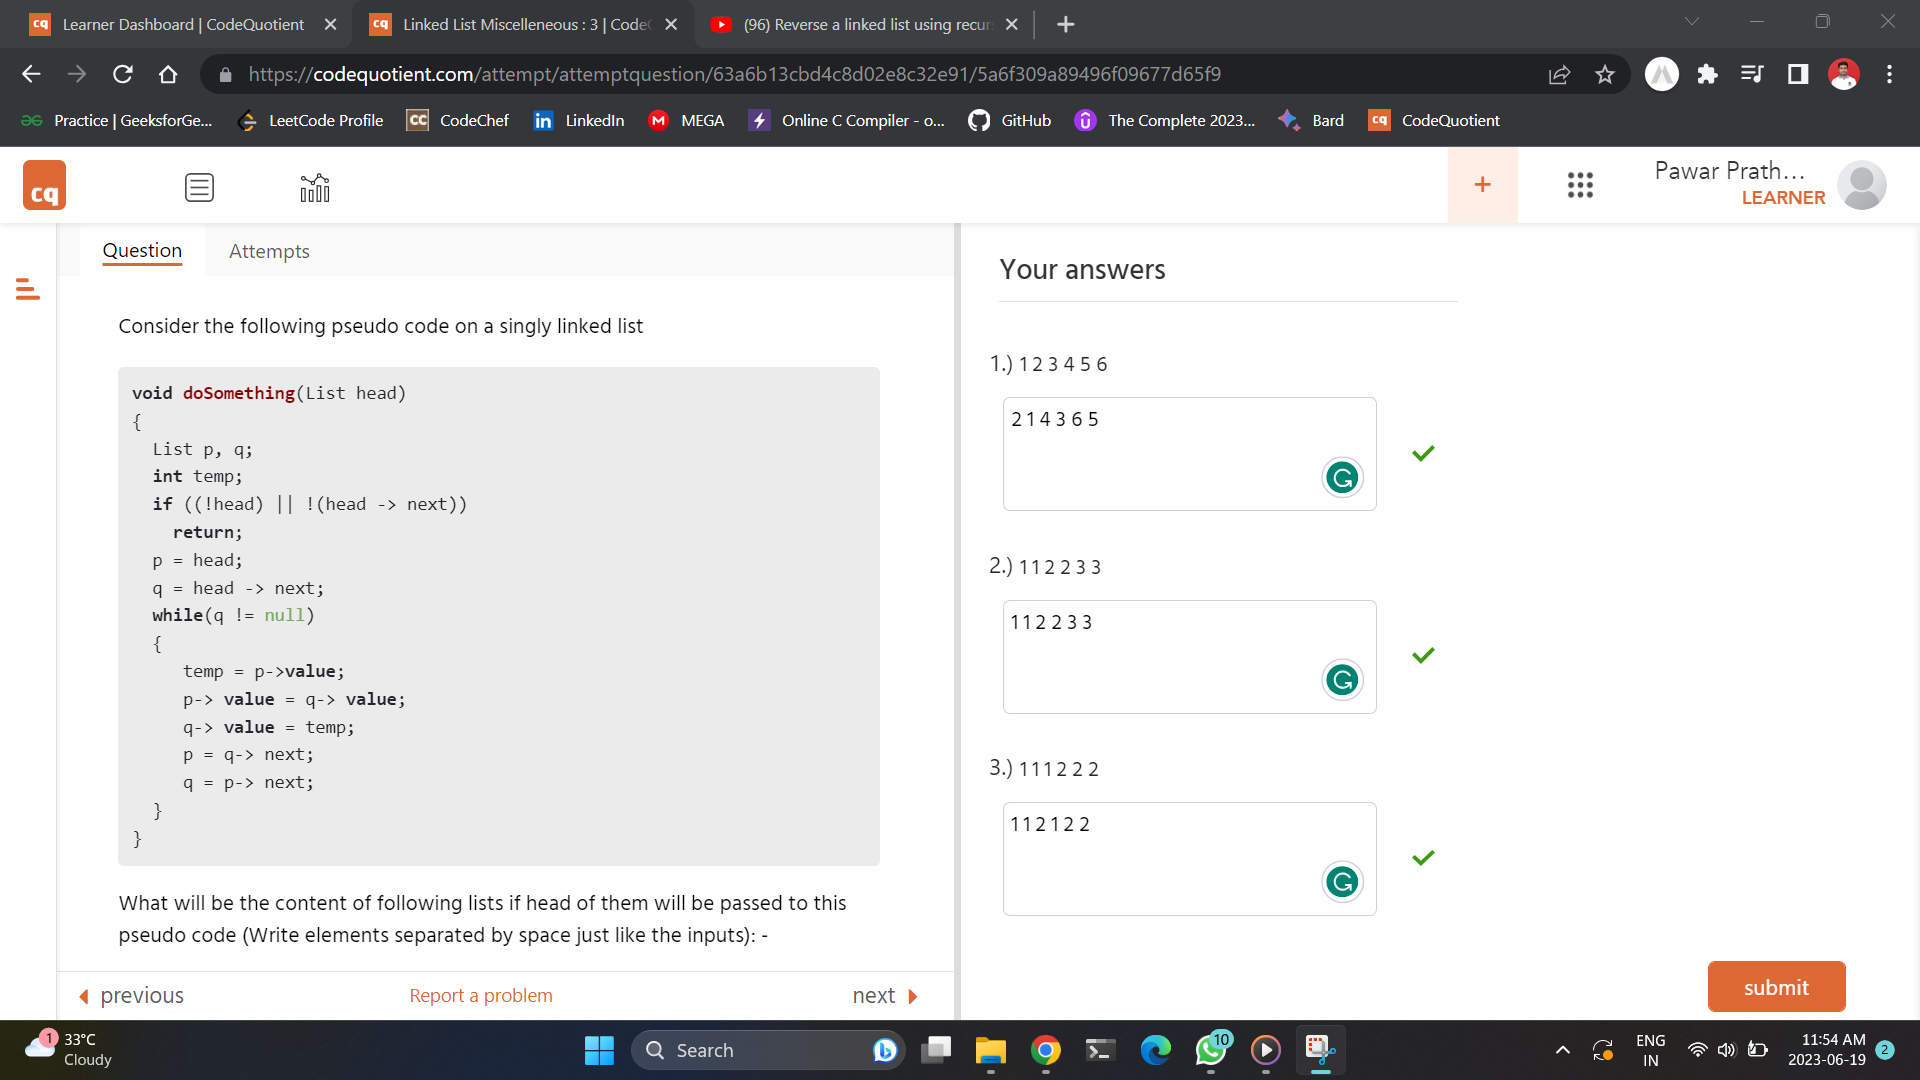 Learner Dashboard | CodeQuotient
Linked List Miscelleneous : 3 | Code
(96) Reverse a linked list using recu
https://codequotient.com/attempt/attemptquestion/63a6b13cbd4c8d02e8c32e91/5a6f309a89496f09677d65f9
Practice | GeeksforGe...
LeetCode Profile
CC CodeChef
in LinkedIn
M MEGA
Online C Compiler - o...
GitHub
The Complete 2023...
Bard
cq CodeQuotient
cq
+
Pawar Prath...
LEARNER
Question
Attempts
Consider the following pseudo code on a singly linked list
void doSomething(List head)
{
List p, q;
int temp;
if ((!head) || !(head -> next))
return;
p = head;
q = head -> next;
while(q != null)
{
temp = p->value;
p-> value = q-> value;
q-> value = temp;
p = q-> next;
q = p-> next;
}
}
What will be the content of following lists if head of them will be passed to this
pseudo code (Write elements separated by space just like the inputs): -
previous
Report a problem
next
Your answers
1.) 1 2 3 4 5 6
2 1 4 3 6 5
2.) 1 1 2 2 3 3
1 1 2 2 3 3
3.) 1 1 1 2 2 2
1 1 2 1 2 2
submit
1
33°C
Cloudy
Search
10
ENG
IN
11:54 AM
2023-06-19
2